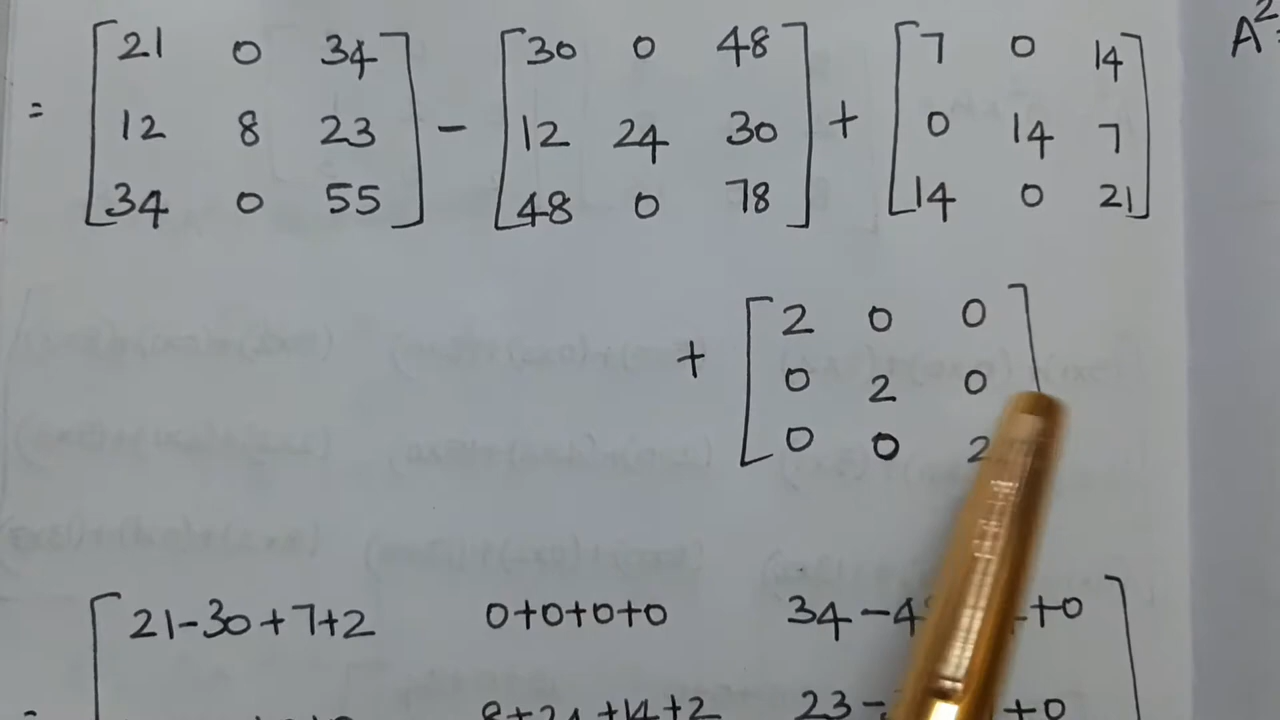 = [ 21 0 34 ] [ 30 0 48 ] [ 7 0 14 ] A²=
[ 12 8 23 ] - [ 12 24 30 ] + [ 0 14 7 ]
[ 34 0 55 ] [ 48 0 78 ] [ 14 0 21 ]
[ 2 0 0 ]
+ [ 0 2 0 ]
[ 0 0 2 ]
[ 21-30+7+2 0+0+0+0 34-4 +0 ]
= 8+24+14+2 23- +0